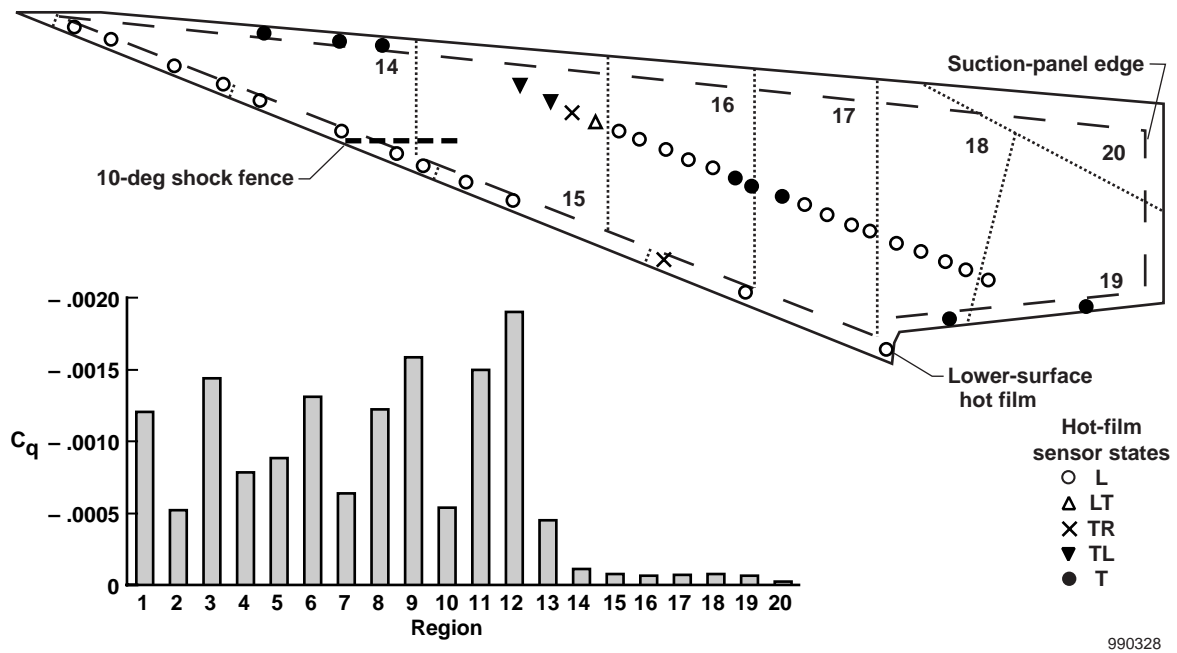 14
16
17
Suction-panel edge
18
20
10-deg shock fence
15
19
Lower-surface
hot film
Hot-film
sensor states
L
LT
TR
TL
T
– .0020
– .0015
– .0010
– .0005
0
Cq
1 2 3 4 5 6 7 8 9 10 11 12 13 14 15 16 17 18 19 20
Region
990328